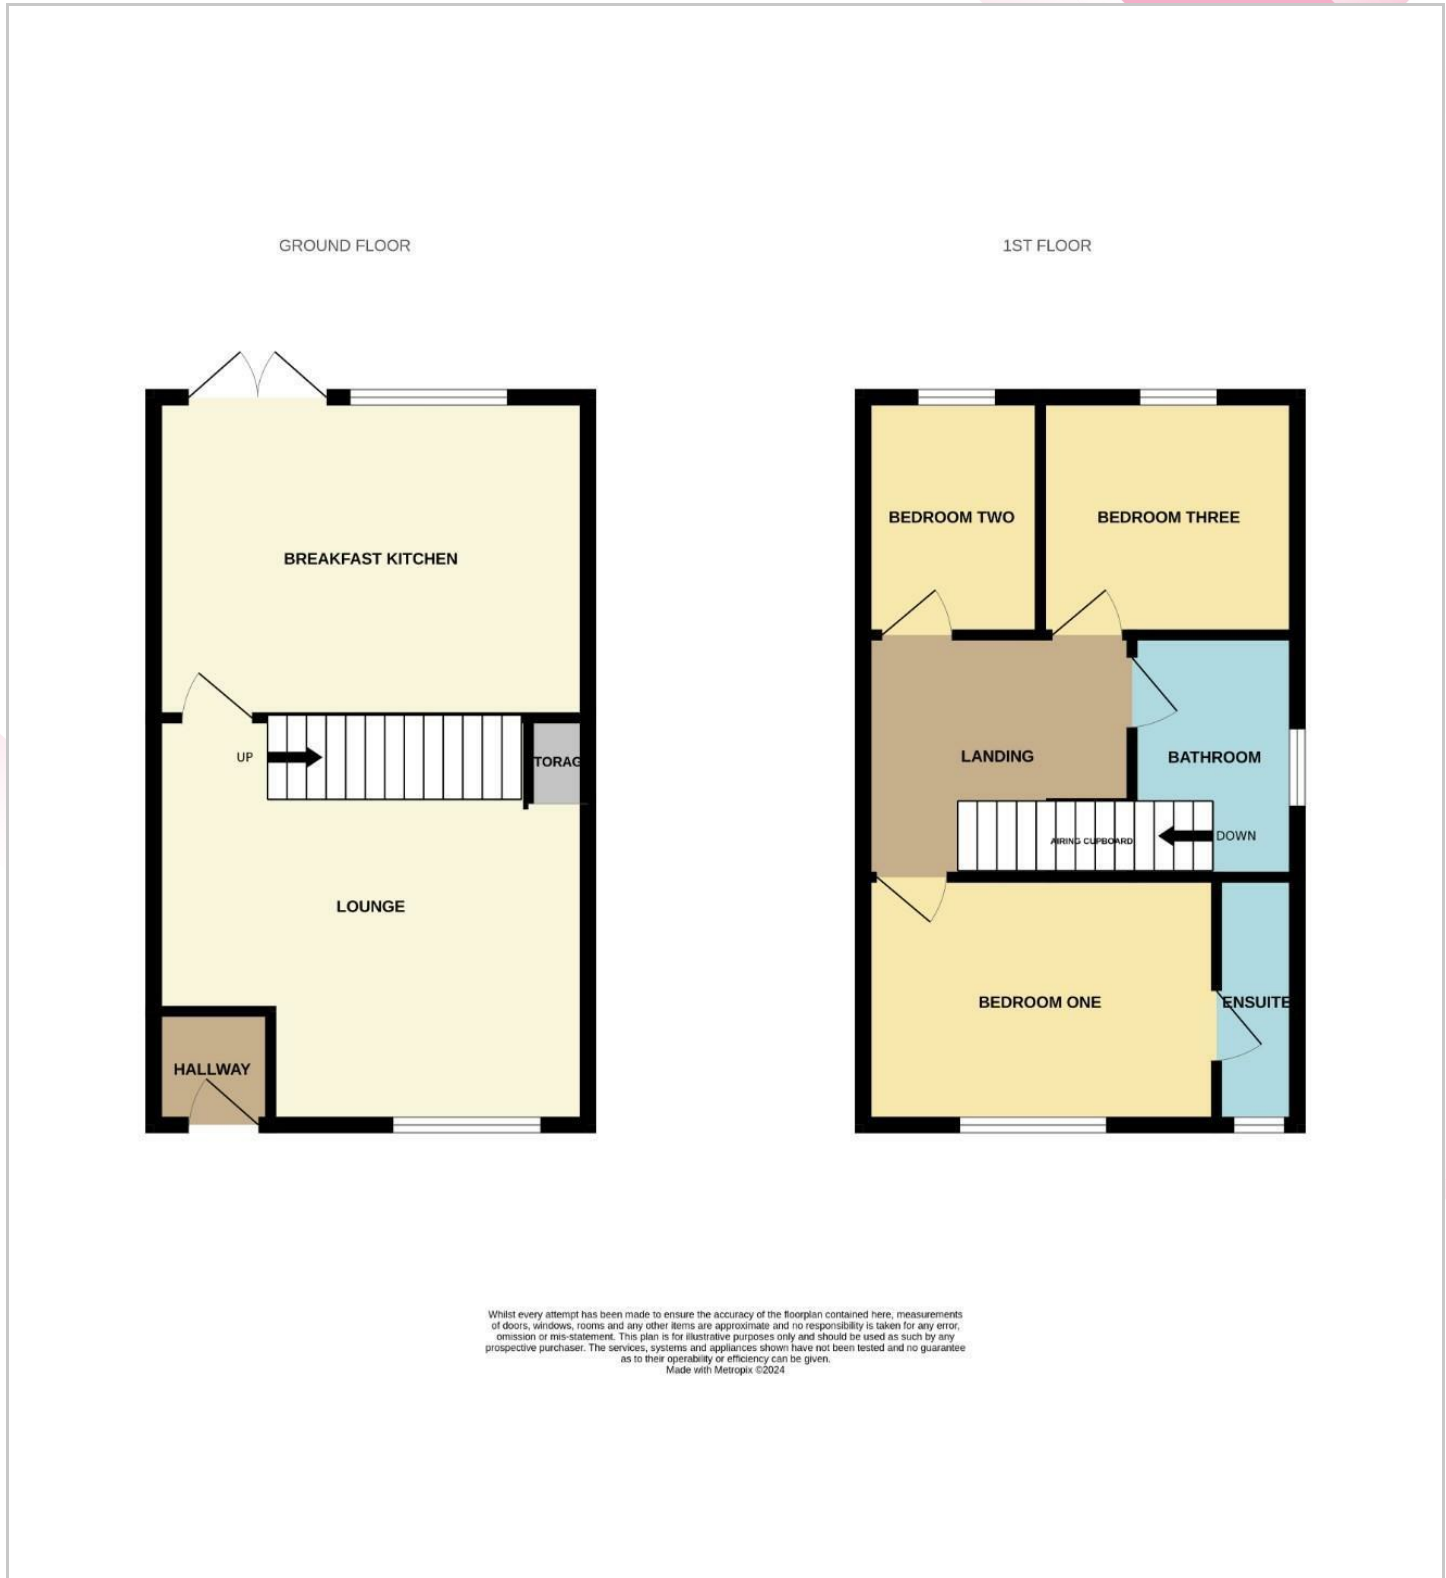 GROUND FLOOR
1ST FLOOR
BREAKFAST KITCHEN
UP
TORAG
LOUNGE
HALLWAY
BEDROOM TWO
BEDROOM THREE
LANDING
BATHROOM
AIRING CUPBOARD
DOWN
BEDROOM ONE
ENSUITE
Whilst every attempt has been made to ensure the accuracy of the floorplan contained here, measurements
of doors, windows, rooms and any other items are approximate and no responsibility is taken for any error,
omission or mis-statement. This plan is for illustrative purposes only and should be used as such by any
prospective purchaser. The services, systems and appliances shown have not been tested and no guarantee
as to their operability or efficiency can be given.
Made with Metropix ©2024